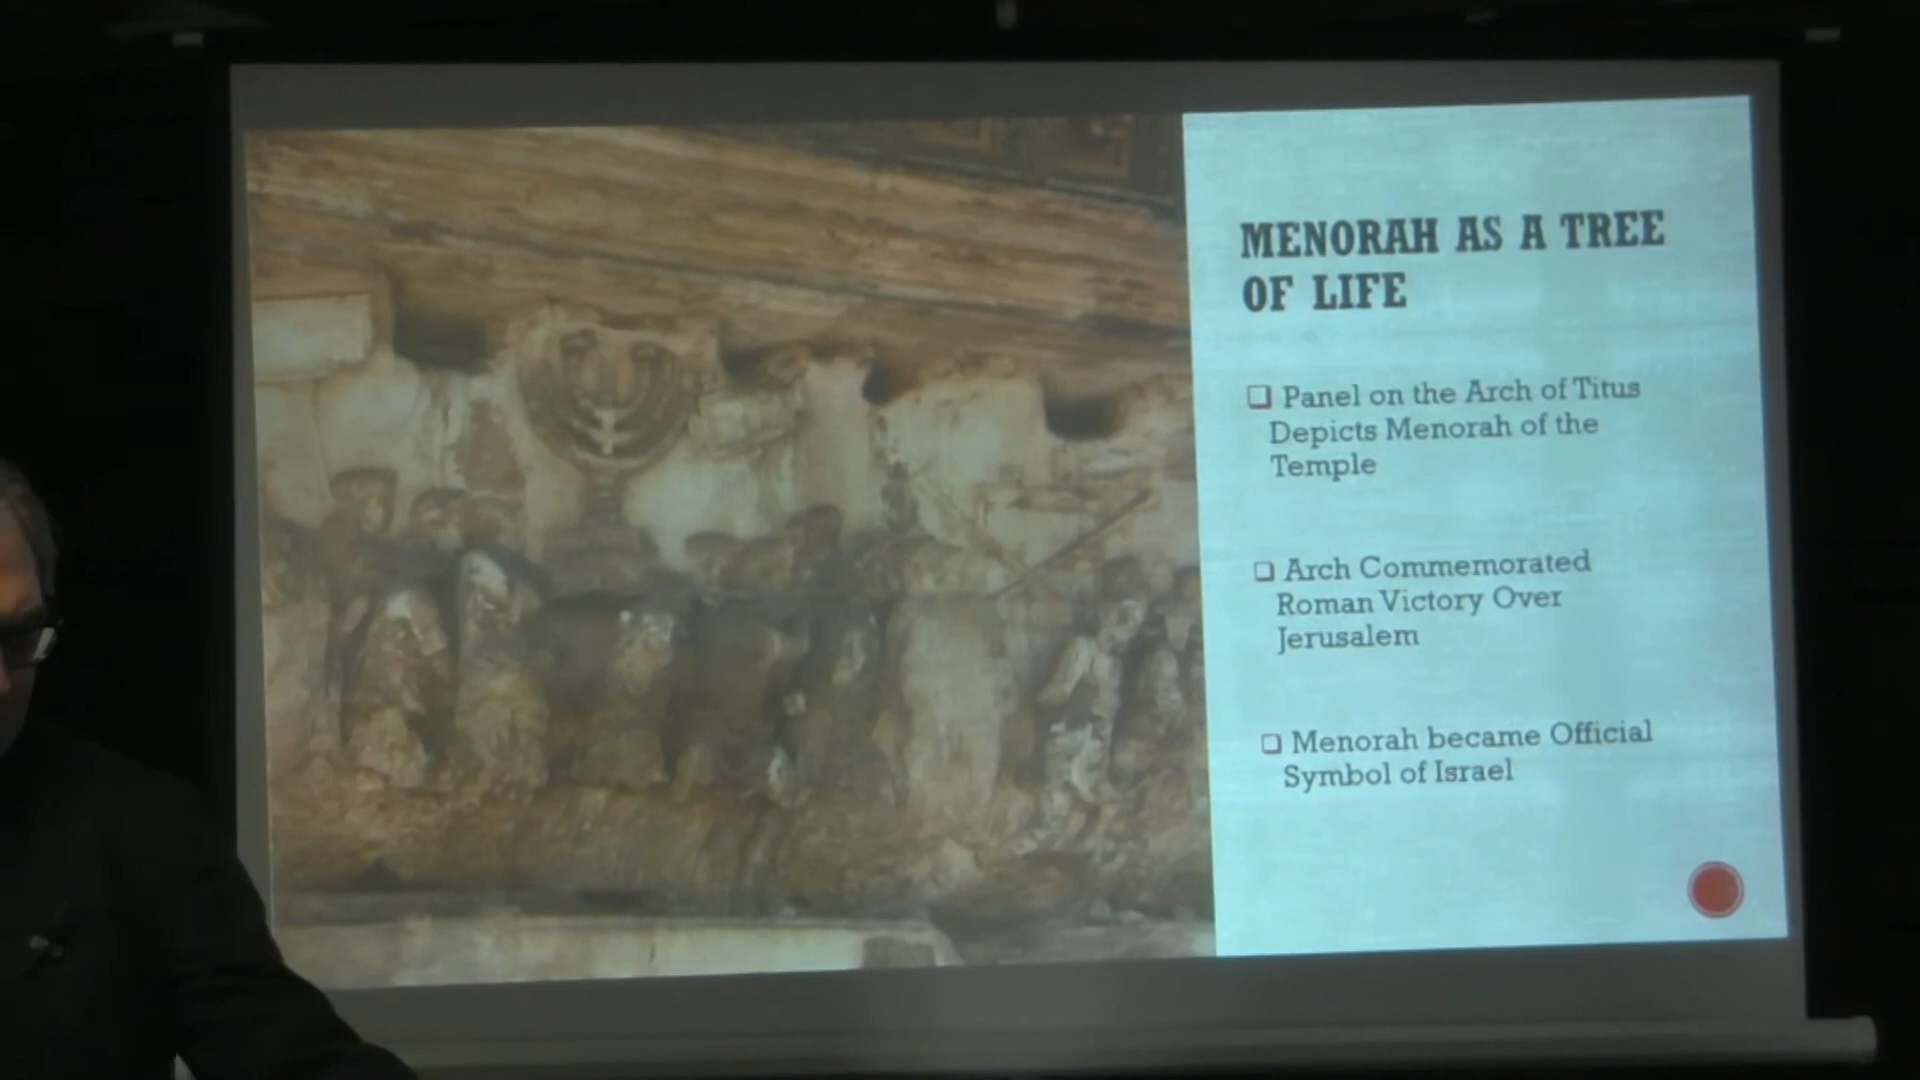 MENORAH AS A TREE
OF LIFE
Panel on the Arch of Titus
Depicts Menorah of the
Temple
Arch Commemorated
Roman Victory Over
Jerusalem
Menorah became Official
Symbol of Israel